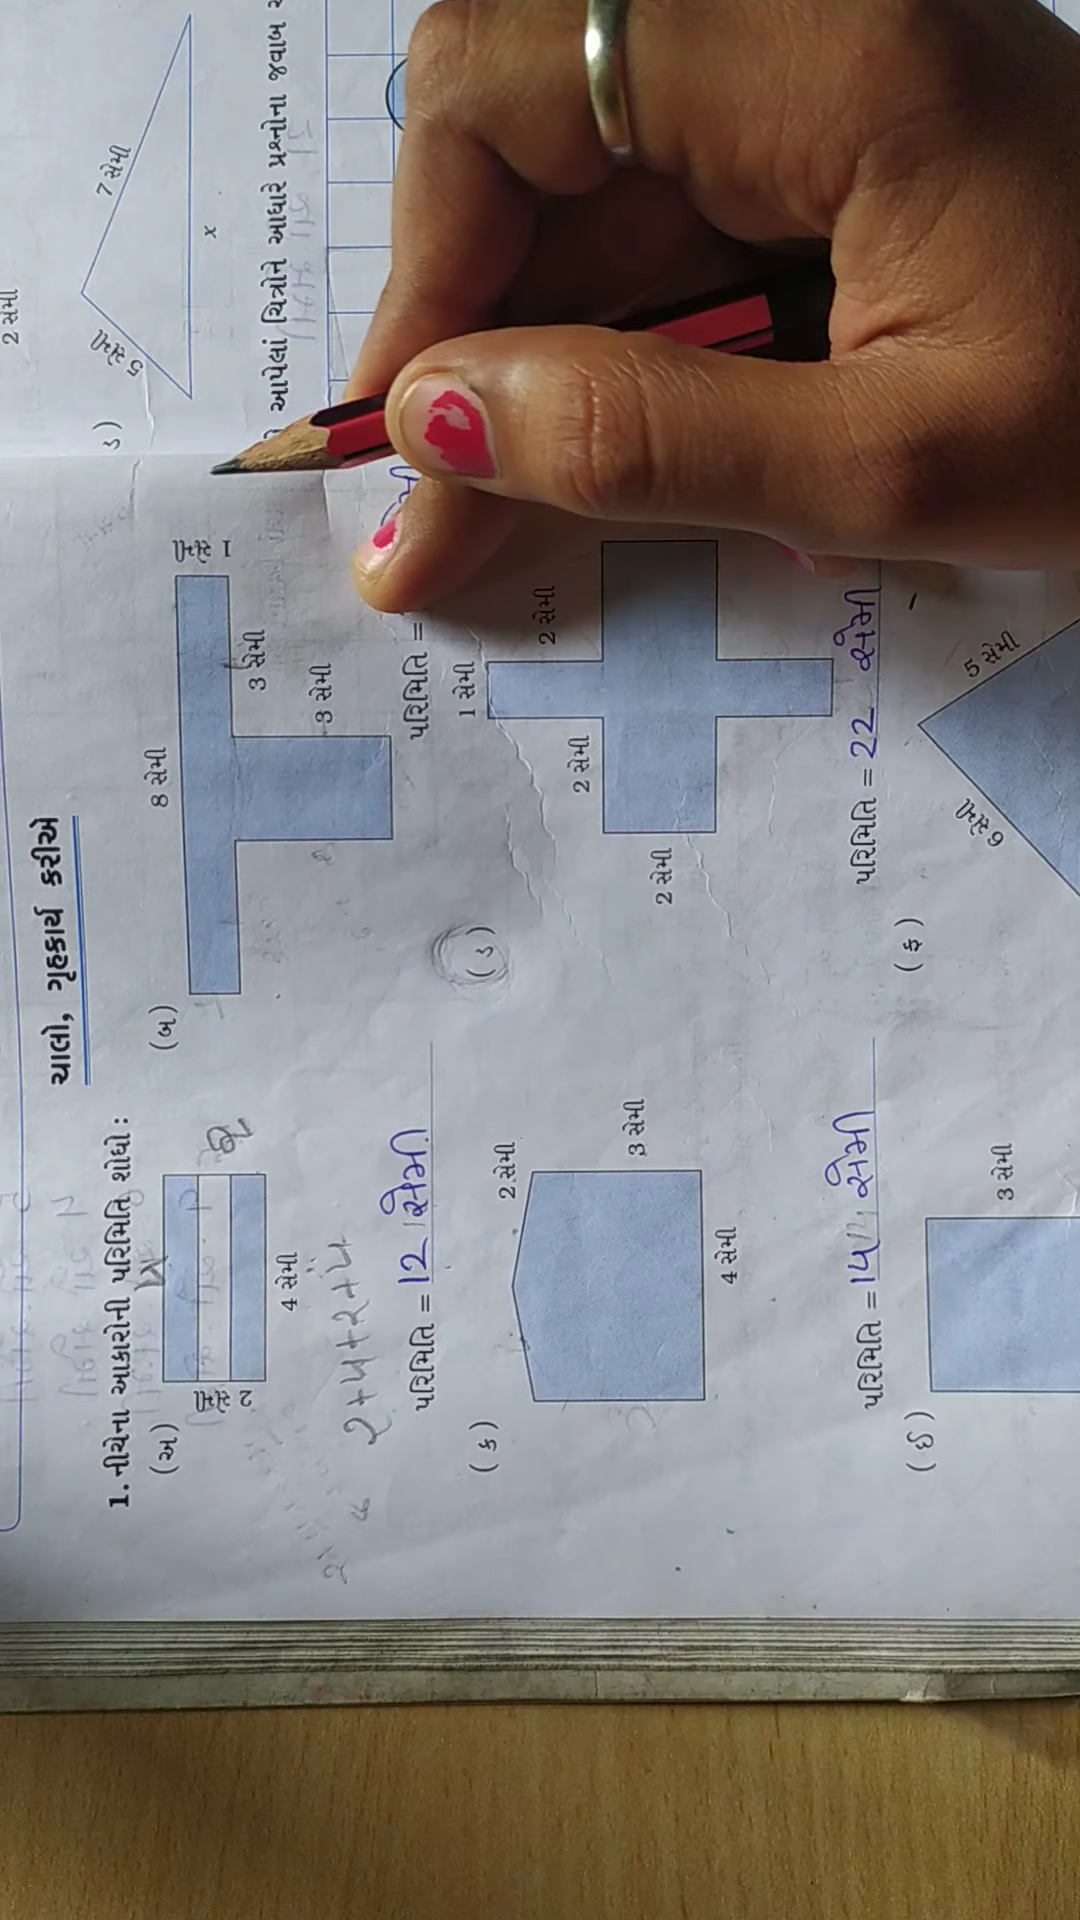 ચાલો, ગૃહકાર્ય કરીએ
1. નીચેના આકારોની પરિમિતિ શોધો :
(અ)
2 સેમી
4 સેમી
2+4+2+4
પરિમિતિ = 12 સેમી
(બ)
8 સેમી
1 સેમી
3 સેમી
3 સેમી
પરિમિતિ =
(ક)
2 સેમી
3 સેમી
4 સેમી
પરિમિતિ = 14 સેમી
(ડ)
1 સેમી
2 સેમી
2 સેમી
2 સેમી
પરિમિતિ = 22 સેમી
(ઈ)
3 સેમી
(ફ)
6 સેમી
5 સેમી
2 સેમી
ડ)
5 સેમી
7 સેમી
x
આપેલાં ચિત્રોને આધારે પ્રશ્નોના જવાબ